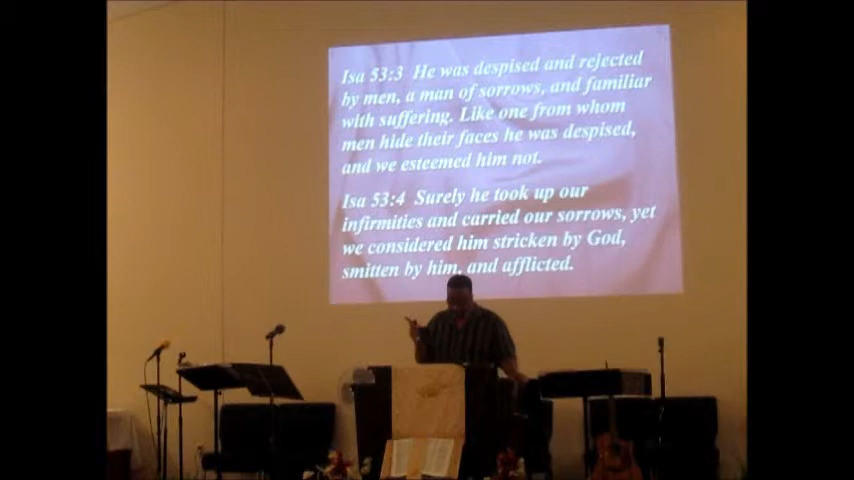 Isa 53:3 He was despised and rejected
by men, a man of sorrows, and familiar
with suffering. Like one from whom
men hide their faces he was despised,
and we esteemed him not.
Isa 53:4 Surely he took up our
infirmities and carried our sorrows, yet
we considered him stricken by God,
smitten by him, and afflicted.